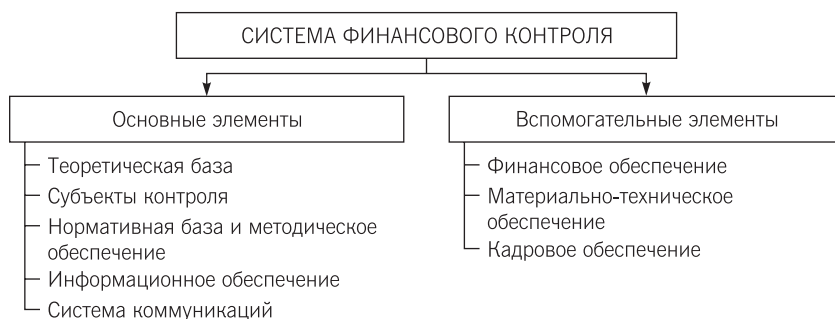 СИСТЕМА ФИНАНСОВОГО КОНТРОЛЯ
Основные элементы
Теоретическая база
Субъекты контроля
Нормативная база и методическое
обеспечение
Информационное обеспечение
Система коммуникаций
Вспомогательные элементы
Финансовое обеспечение
Материально-техническое
обеспечение
Кадровое обеспечение